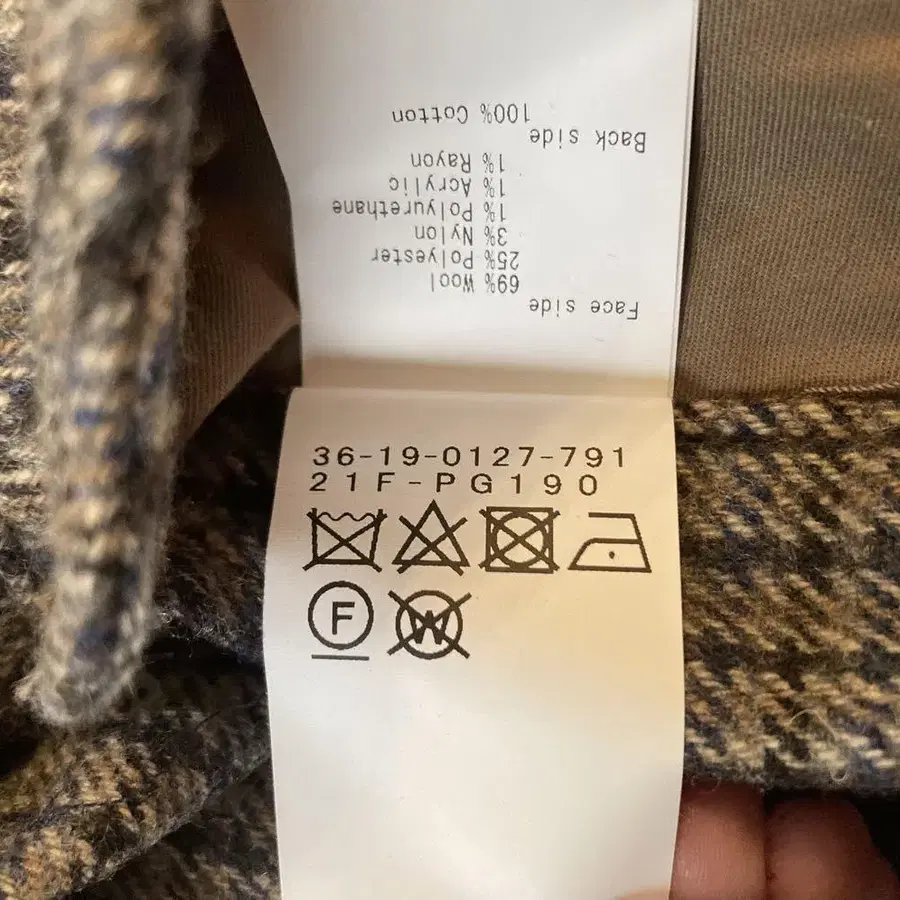 Face side
69% Wool
25% Polyester
3% Nylon
1% Polyurethane
1% Acrylic
1% Rayon
Back side
100% Cotton
36-19-0127-791
21F-PG190
F
W